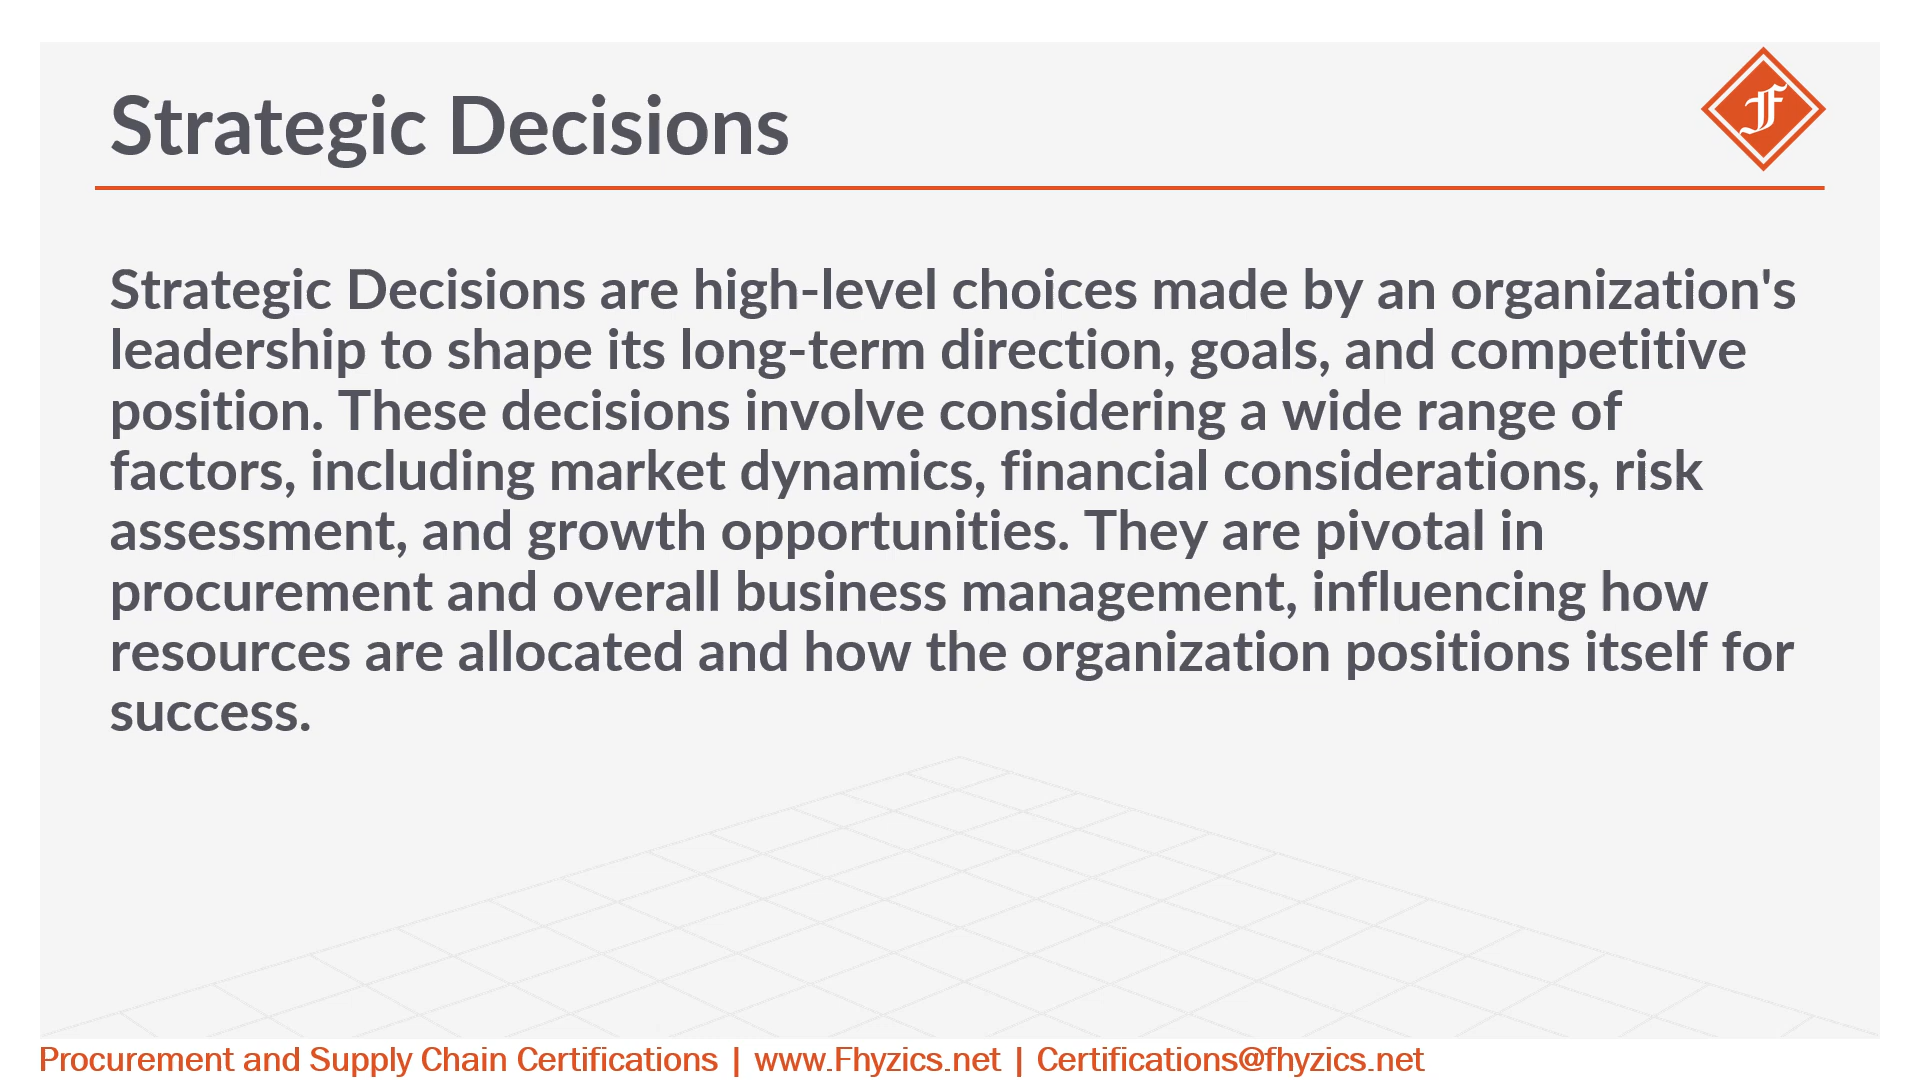 Strategic Decisions
F
Strategic Decisions are high-level choices made by an organization's
leadership to shape its long-term direction, goals, and competitive
position. These decisions involve considering a wide range of
factors, including market dynamics, financial considerations, risk
assessment, and growth opportunities. They are pivotal in
procurement and overall business management, influencing how
resources are allocated and how the organization positions itself for
success.
Procurement and Supply Chain Certifications | www.Fhyzics.net | Certifications@fhyzics.net